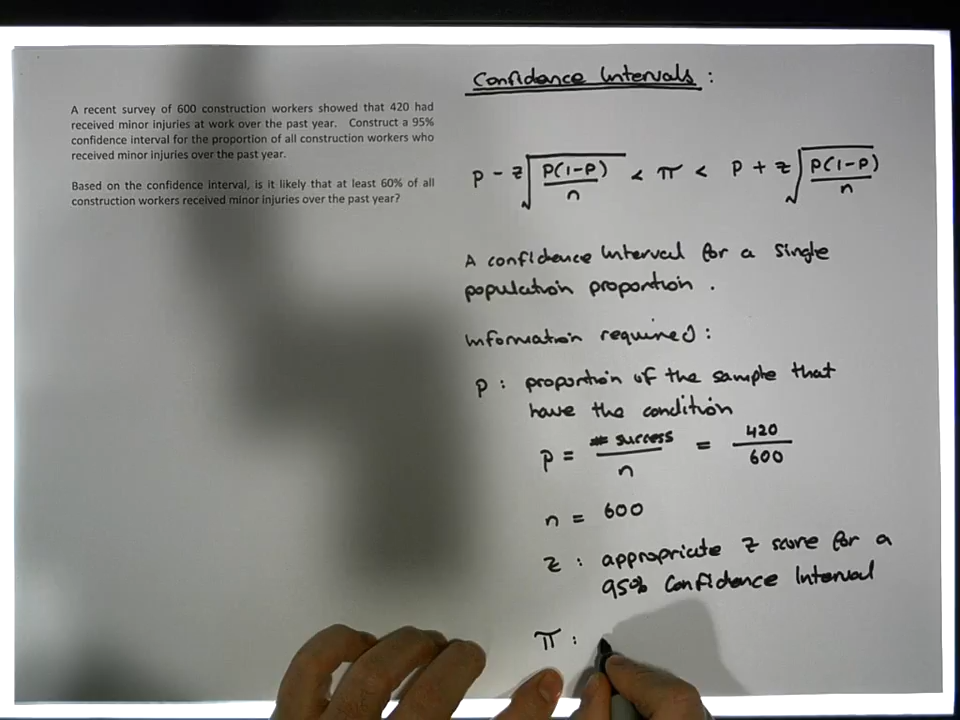 A recent survey of 600 construction workers showed that 420 had
received minor injuries at work over the past year. Construct a 95%
confidence interval for the proportion of all construction workers who
received minor injuries over the past year.
Based on the confidence interval, is it likely that at least 60% of all
construction workers received minor injuries over the past year?
Confidence Intervals :
P - z√(P(1-P)/n) < π < P + z√(P(1-P)/n)
A confidence interval for a single
population proportion .
Information required :
P : proportion of the sample that
have the condition
P = # success / n = 420 / 600
n = 600
z : appropriate z score for a
95% Confidence Interval
π :